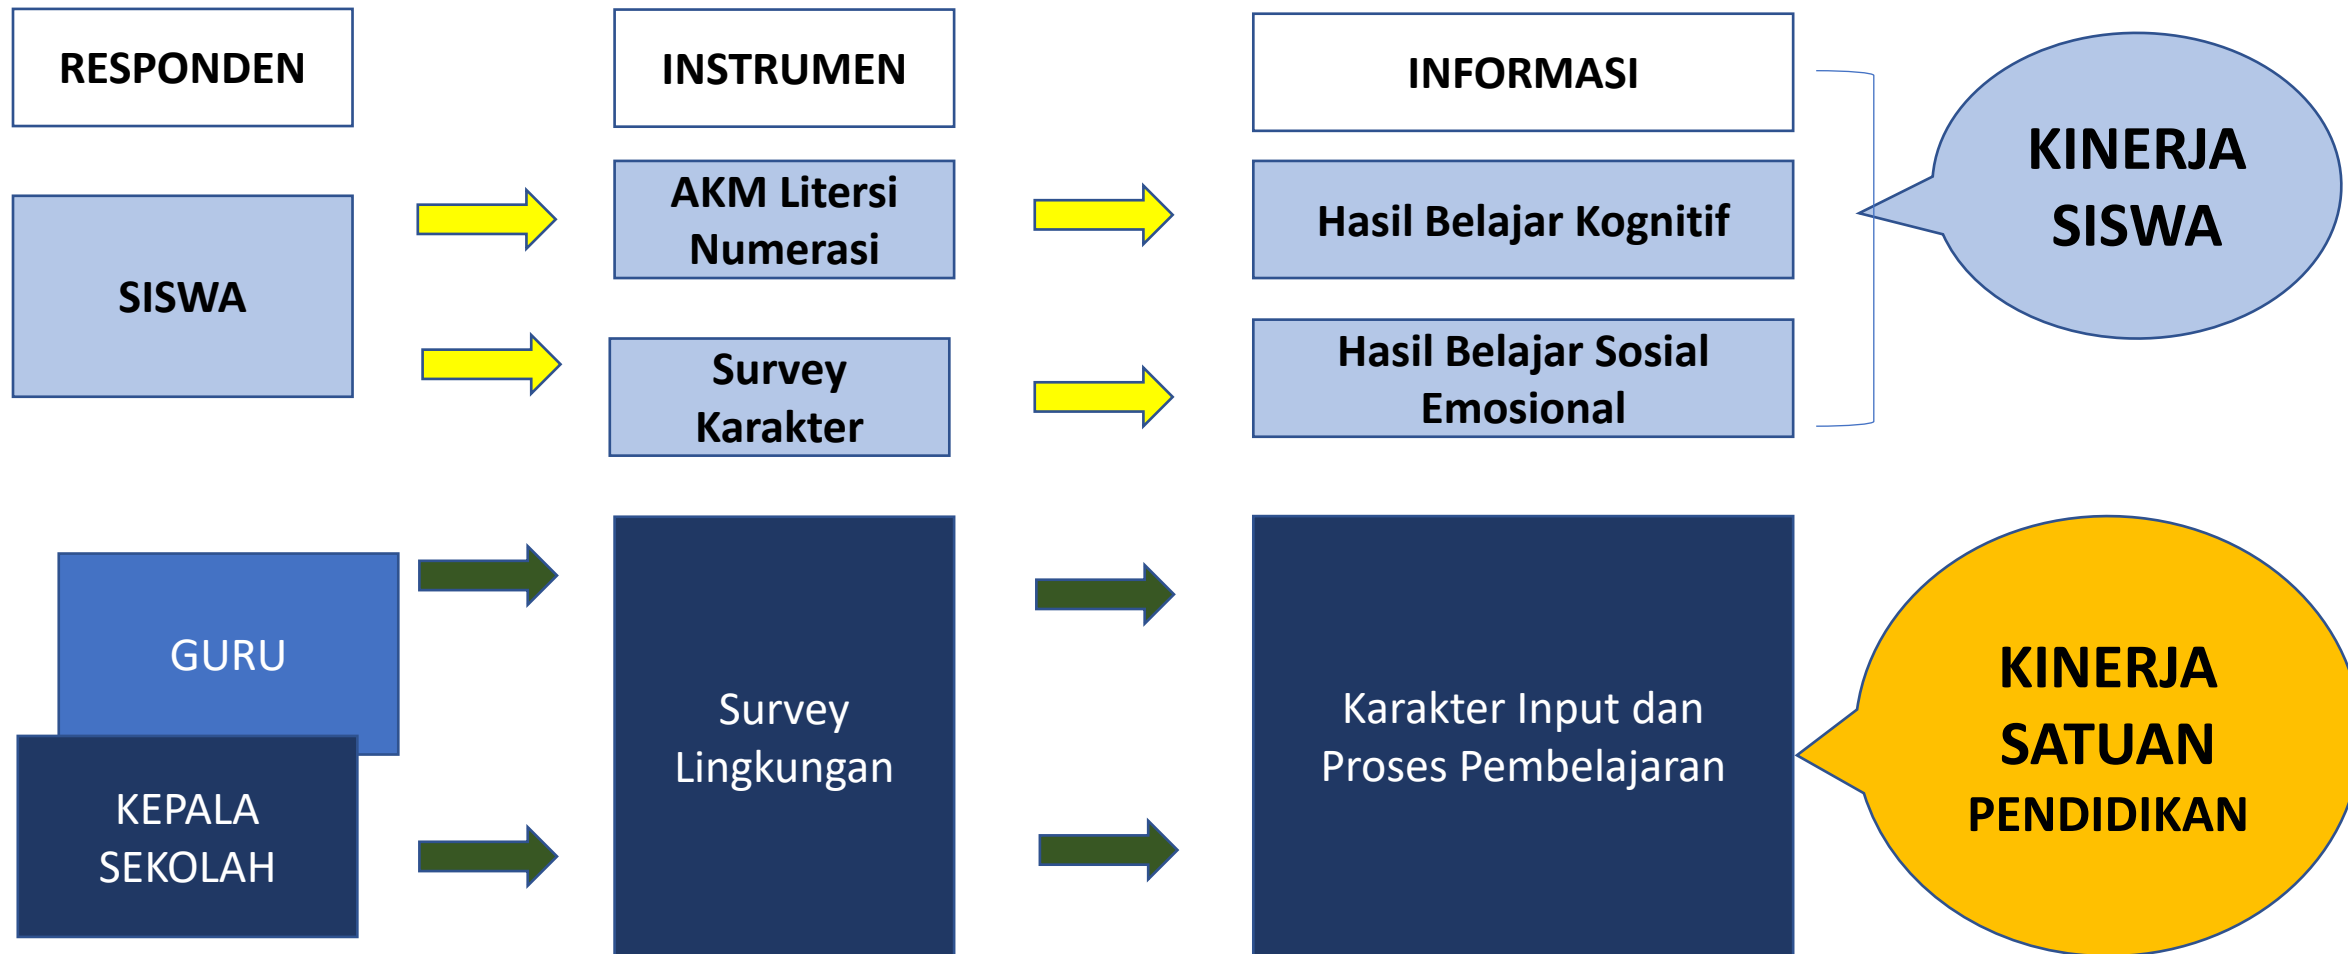 RESPONDEN
INSTRUMEN
INFORMASI
KINERJA
SISWA
SISWA
AKM Litersi
Numerasi
Hasil Belajar Kognitif
Survey
Karakter
Hasil Belajar Sosial
Emosional
GURU
KEPALA
SEKOLAH
Survey
Lingkungan
Karakter Input dan
Proses Pembelajaran
KINERJA
SATUAN
PENDIDIKAN